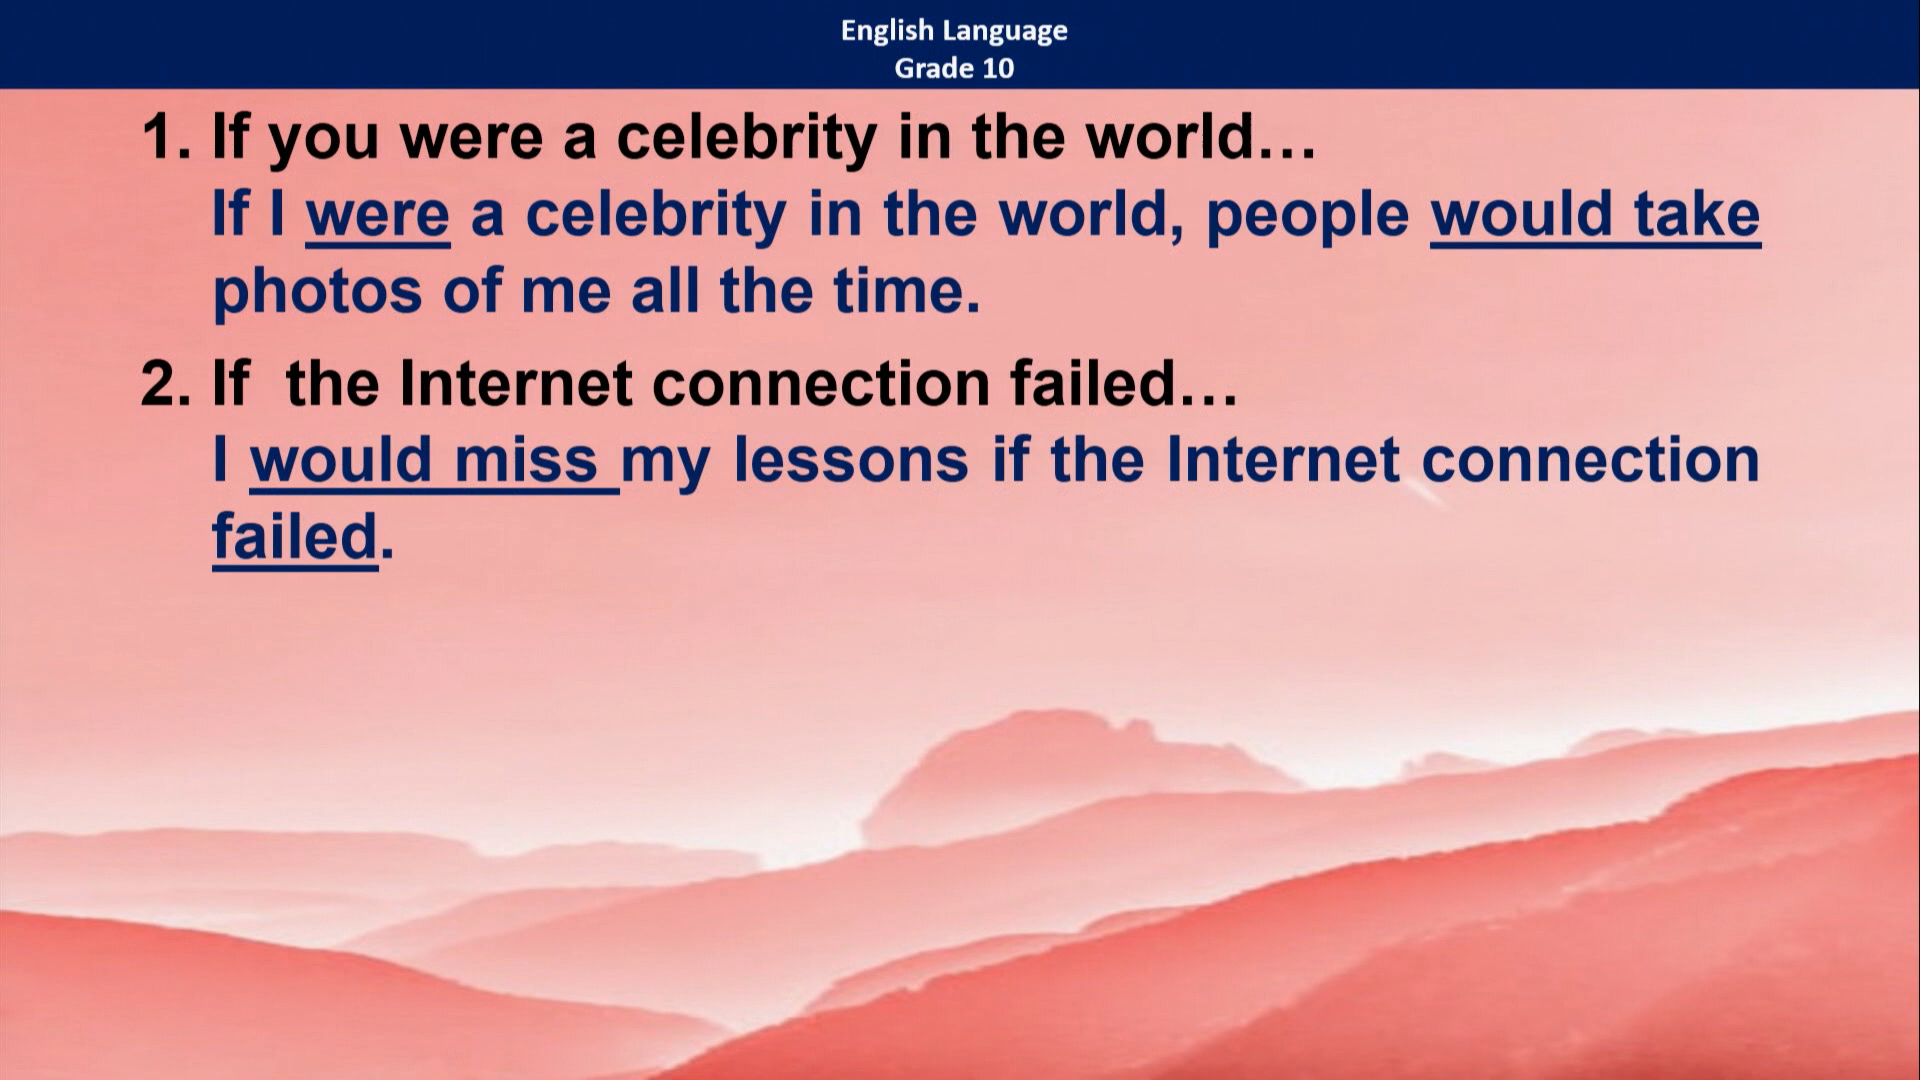 English Language
Grade 10
1. If you were a celebrity in the world…
If I were a celebrity in the world, people would take
photos of me all the time.
2. If  the Internet connection failed…
I would miss my lessons if the Internet connection
failed.